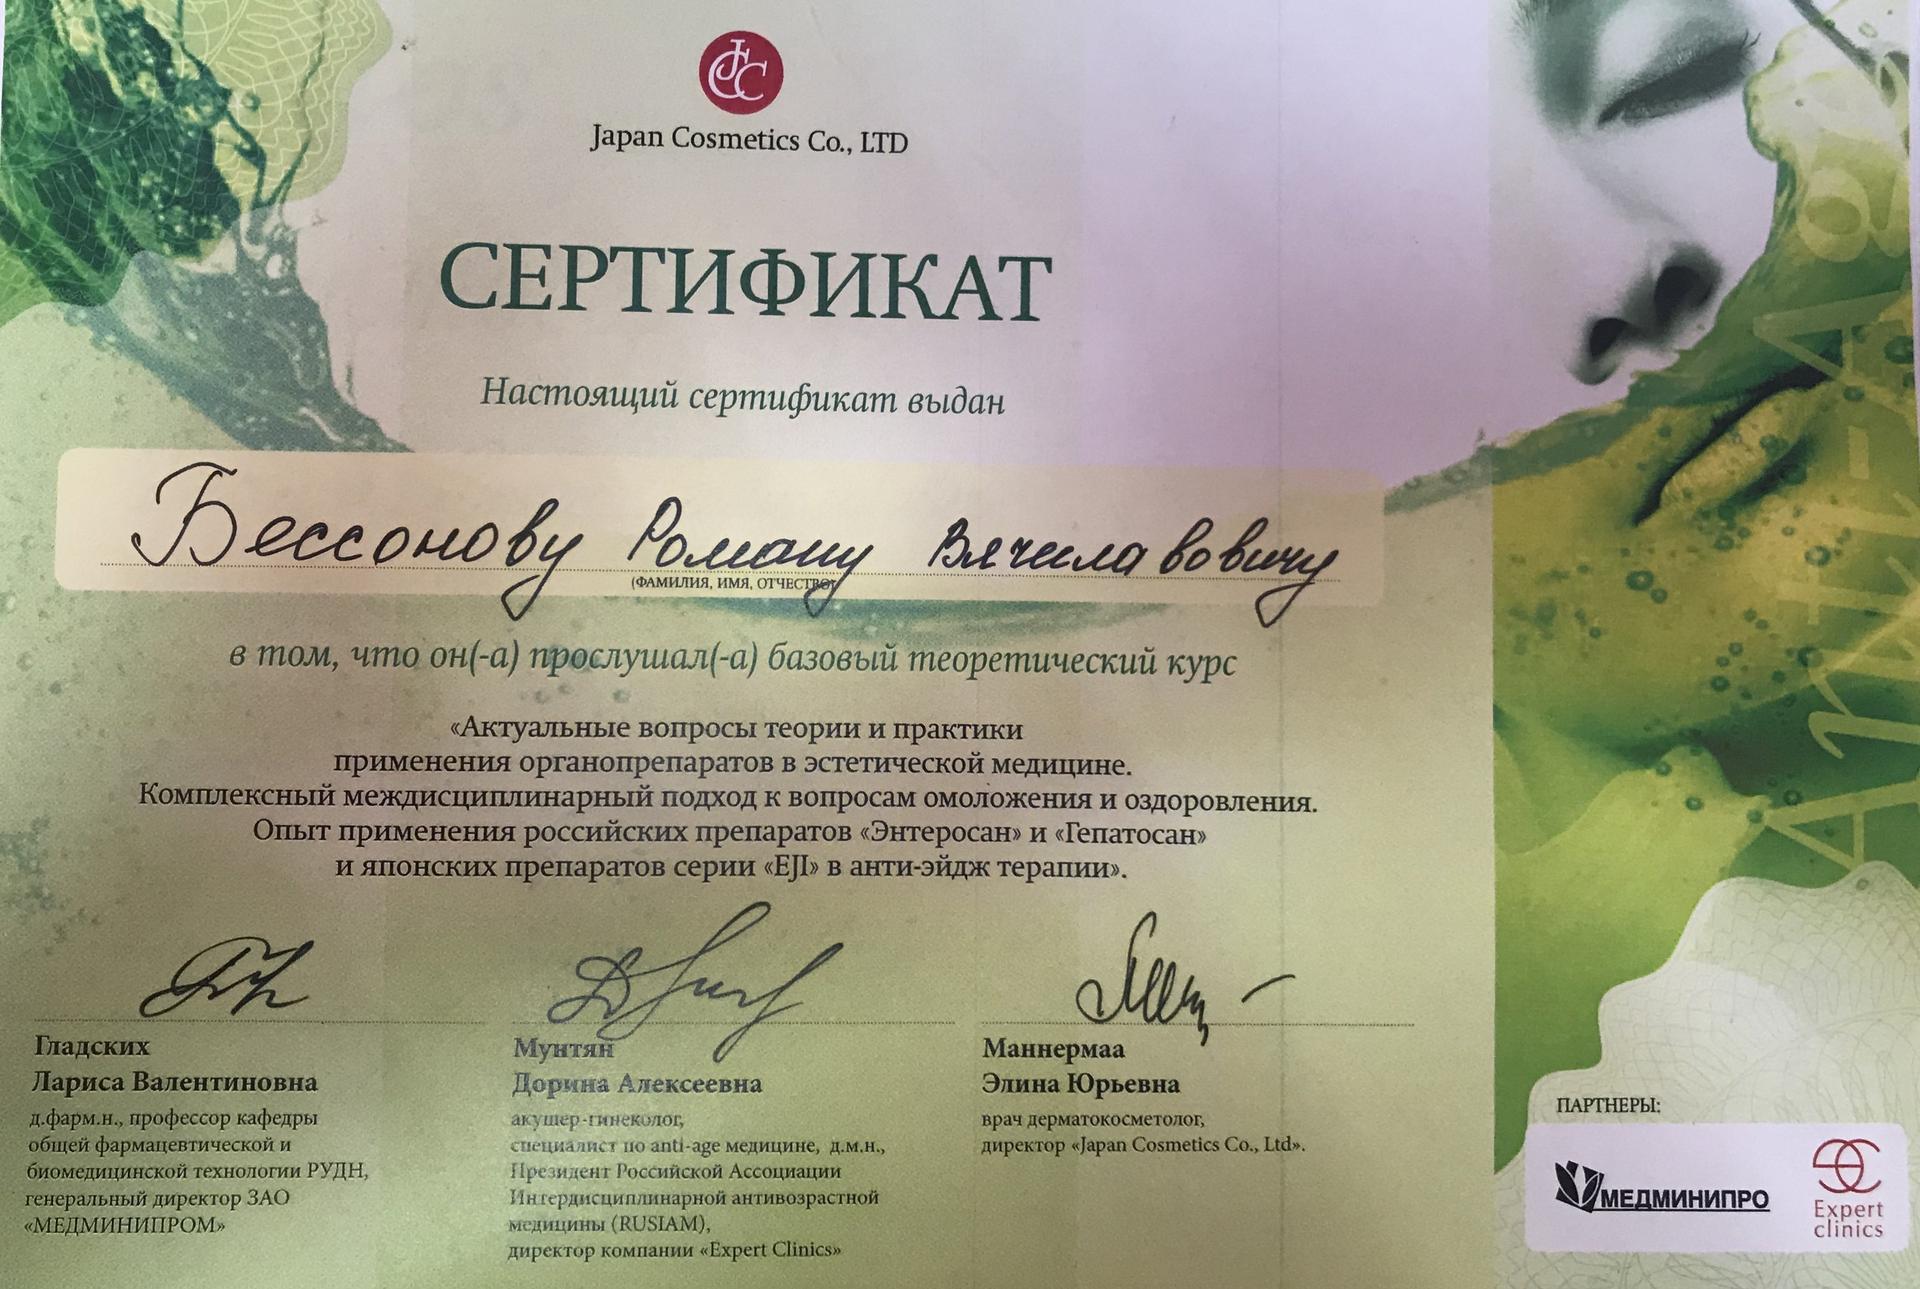 JCC
Japan Cosmetics Co., LTD
СЕРТИФИКАТ
Настоящий сертификат выдан
Бессонову Роману Вячеславовичу
(ФАМИЛИЯ, ИМЯ, ОТЧЕСТВО)
в том, что он(-а) прослушал(-а) базовый теоретический курс
«Актуальные вопросы теории и практики
применения органопрепаратов в эстетической медицине.
Комплексный междисциплинарный подход к вопросам омоложения и оздоровления.
Опыт применения российских препаратов «Энтеросан» и «Гепатосан»
и японских препаратов серии «EJI» в анти-эйдж терапии».
Гладских
Лариса Валентиновна
д.фарм.н., профессор кафедры
общей фармацевтической и
биомедицинской технологии РУДН,
генеральный директор ЗАО
«МЕДМИНИПРОМ»
Мунтян
Дорина Алексеевна
акушер-гинеколог,
специалист по anti-age медицине, д.м.н.,
Президент Российской Ассоциации
Интердисциплинарной антивозрастной
медицины (RUSIAM),
директор компании «Expert Clinics»
Маннермаа
Элина Юрьевна
врач дерматокосметолог,
директор «Japan Cosmetics Co., Ltd».
ПАРТНЕРЫ:
МЕДМИНИПРО
Expert
clinics